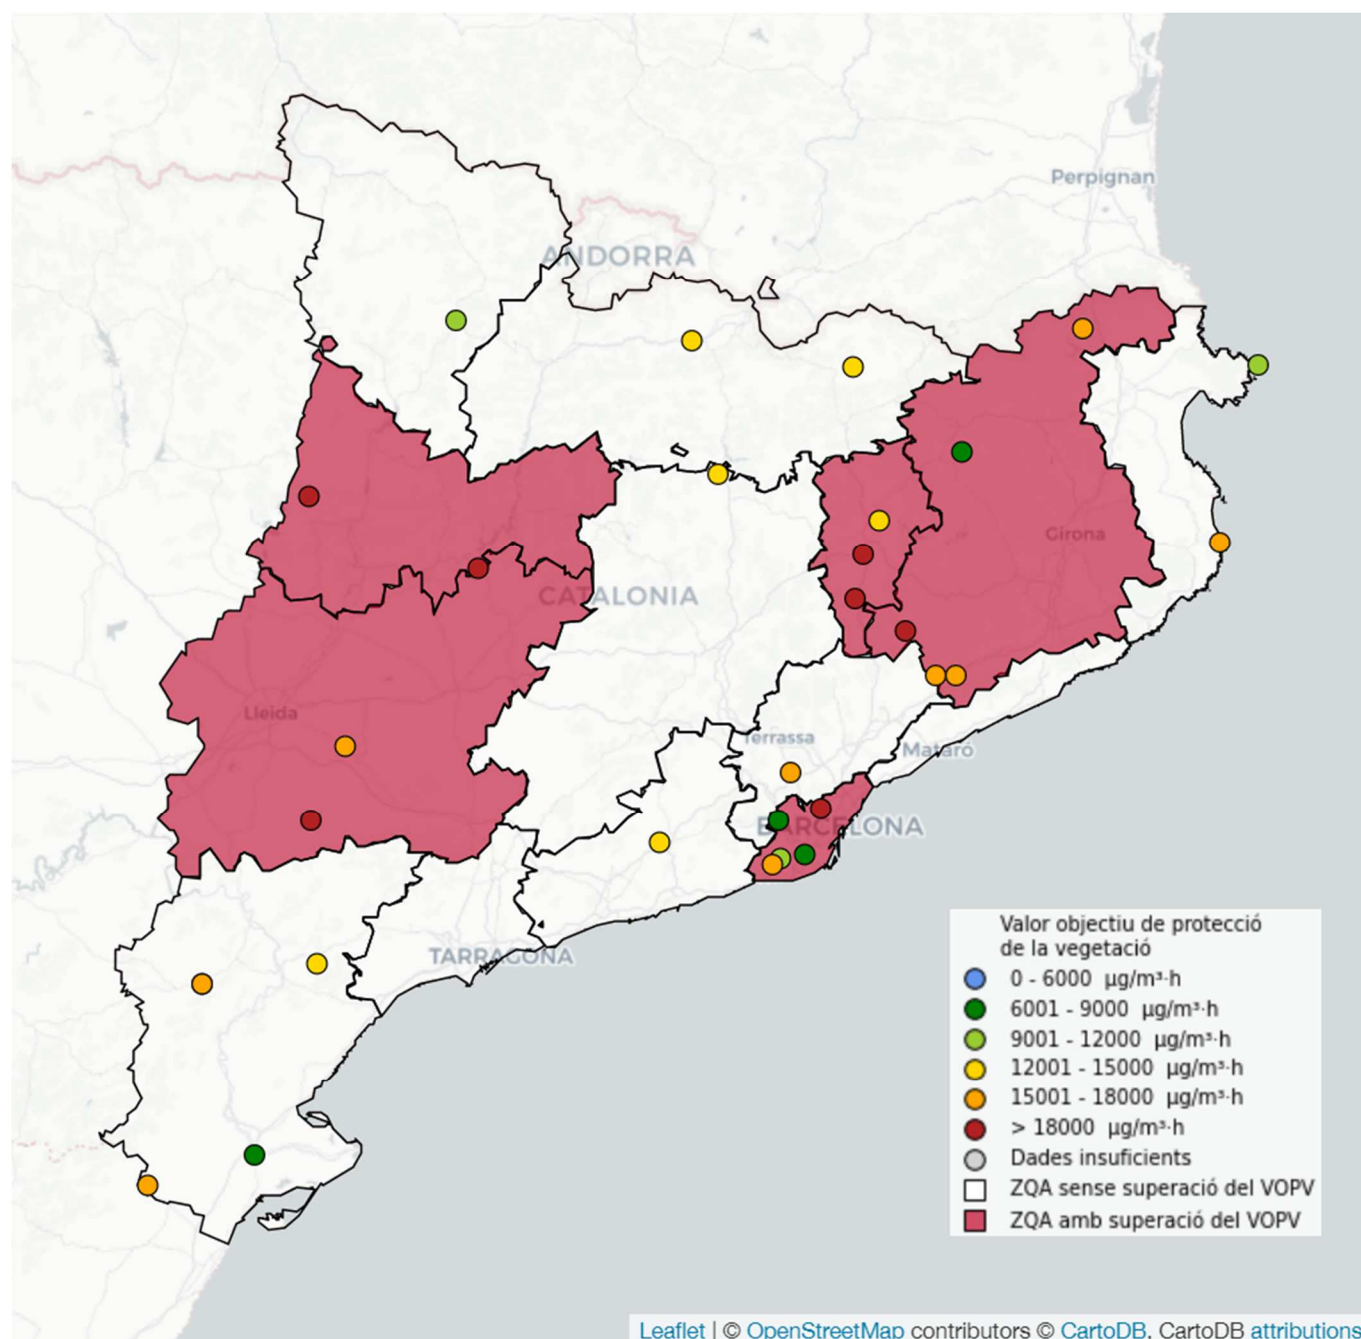 Perpignan
ANDORRA
Girona
CATALONIA
Lleida
Terrassa
Mataró
BARCELONA
TARRAGONA
Valor objectiu de protecció
de la vegetació
0 - 6000 µg/m³·h
6001 - 9000 µg/m³·h
9001 - 12000 µg/m³·h
12001 - 15000 µg/m³·h
15001 - 18000 µg/m³·h
> 18000 µg/m³·h
Dades insuficients
ZQA sense superació del VOPV
ZQA amb superació del VOPV
Leaflet | © OpenStreetMap contributors © CartoDB, CartoDB attributions